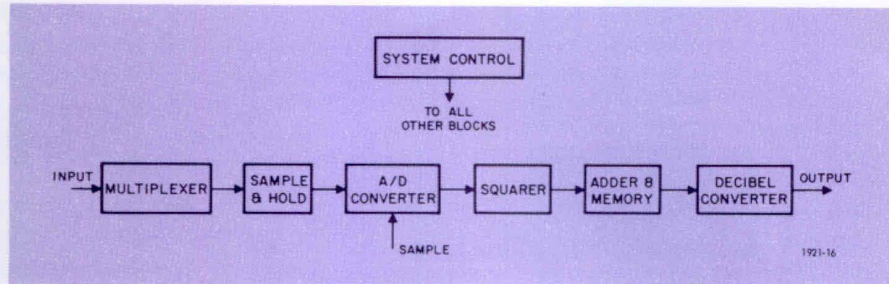 SYSTEM CONTROL
TO ALL
OTHER BLOCKS
INPUT
MULTIPLEXER
SAMPLE
& HOLD
A/D
CONVERTER
SQUARER
ADDER &
MEMORY
DECIBEL
CONVERTER
OUTPUT
SAMPLE
1921-16